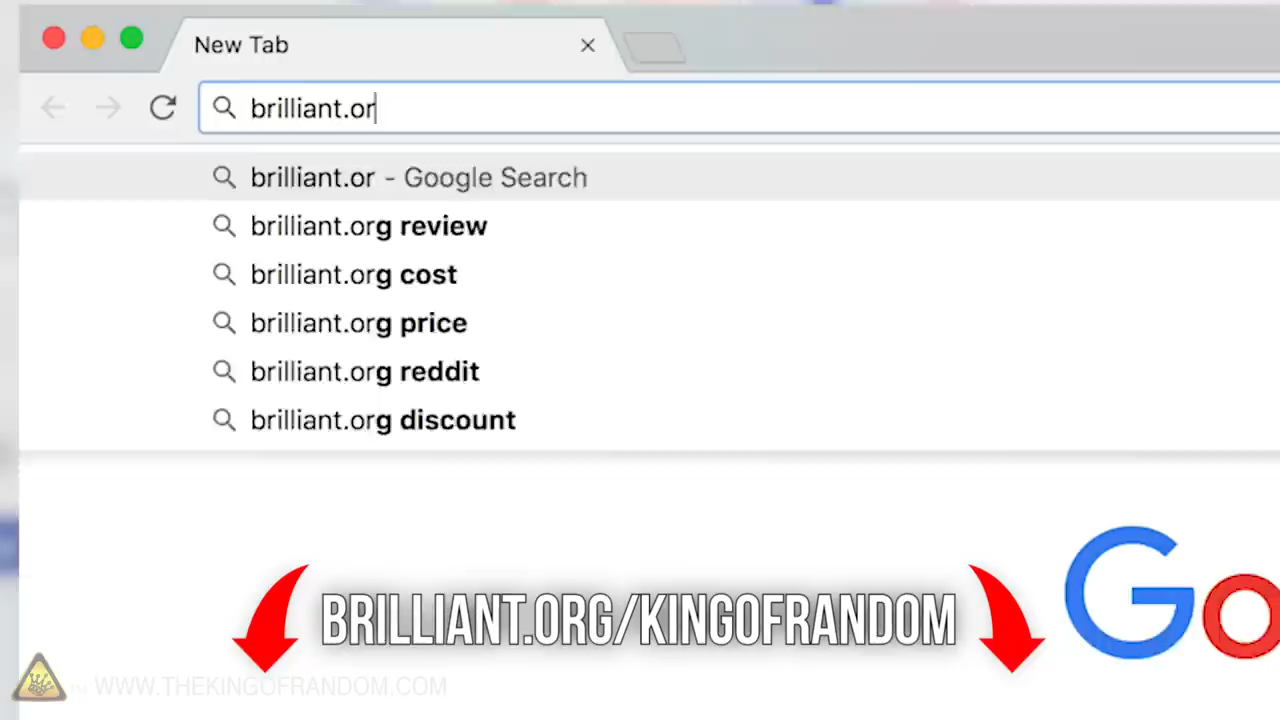 New Tab
brilliant.or
brilliant.or - Google Search
brilliant.org review
brilliant.org cost
brilliant.org price
brilliant.org reddit
brilliant.org discount
Go
BRILLIANT.ORG/KINGOFRANDOM
WWW.THEKINGOFRANDOM.COM